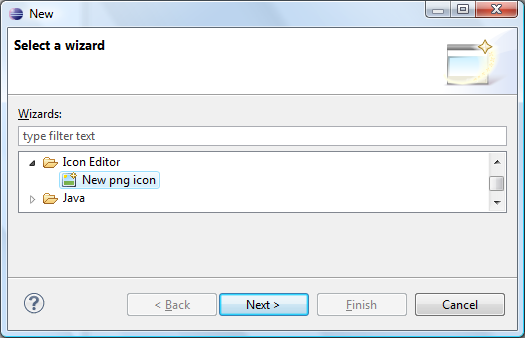 New
Select a wizard
Wizards:
type filter text
Icon Editor
New png icon
Java
< Back
Next >
Finish
Cancel